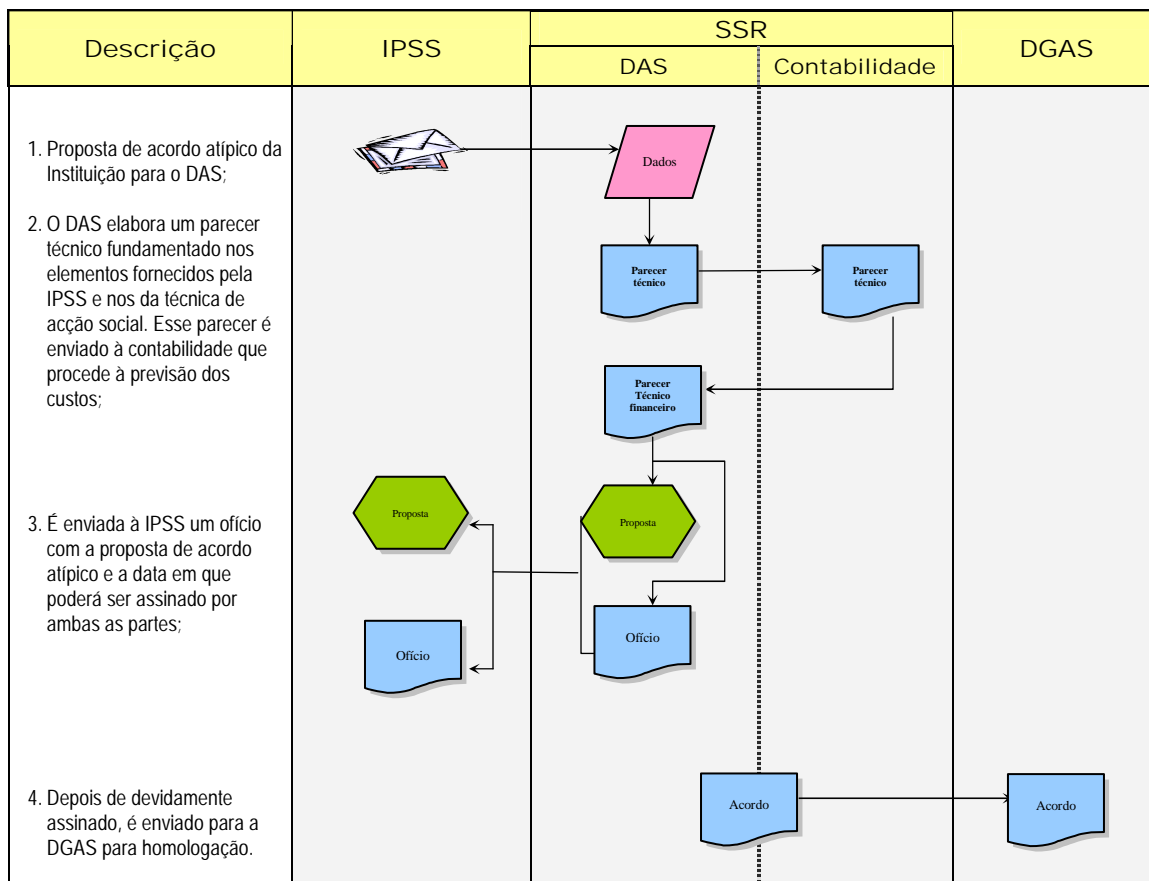 Descrição
IPSS
SSR
DAS
Contabilidade
DGAS
1. Proposta de acordo atípico da
Instituição para o DAS;
2. O DAS elabora um parecer
técnico fundamentado nos
elementos fornecidos pela
IPSS e nos da técnica de
acção social. Esse parecer é
enviado à contabilidade que
procede à previsão dos
custos;
3. É enviada à IPSS um ofício
com a proposta de acordo
atípico e a data em que
poderá ser assinado por
ambas as partes;
4. Depois de devidamente
assinado, é enviado para a
DGAS para homologação.
Dados
Parecer
técnico
Parecer
técnico
Parecer
Técnico
financeiro
Proposta
Proposta
Ofício
Ofício
Acordo
Acordo